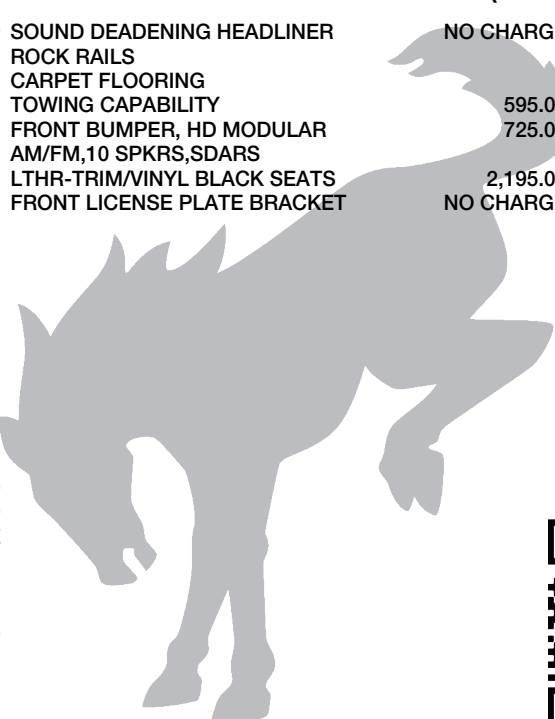 SOUND DEADENING HEADLINER NO CHARG
ROCK RAILS
CARPET FLOORING
TOWING CAPABILITY 595.0
FRONT BUMPER, HD MODULAR 725.0
AM/FM,10 SPKRS,SDARS
LTHR-TRIM/VINYL BLACK SEATS 2,195.0
FRONT LICENSE PLATE BRACKET NO CHARG